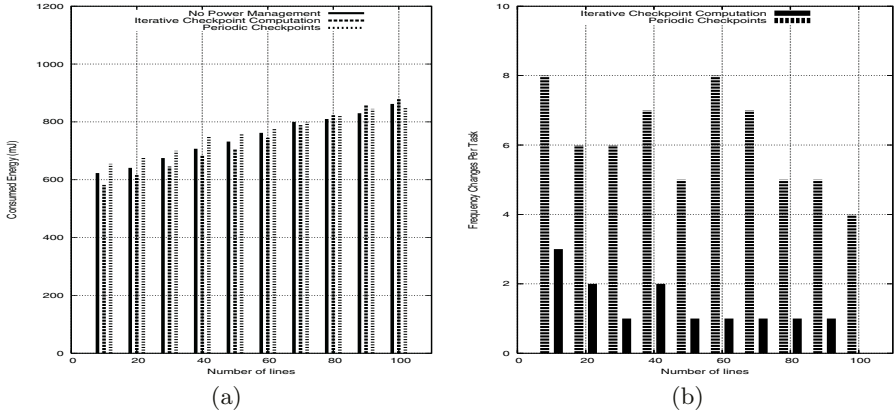 No Power Management
Iterative Checkpoint Computation
Periodic Checkpoints
1200
1000
800
600
400
200
0
Consumed Energy (mJ)
0 20 40 60 80 100
Number of lines
(a)
Iterative Checkpoint Computation
Periodic Checkpoints
10
8
6
4
2
0
Frequency Changes Per Task
0 20 40 60 80 100
Number of lines
(b)